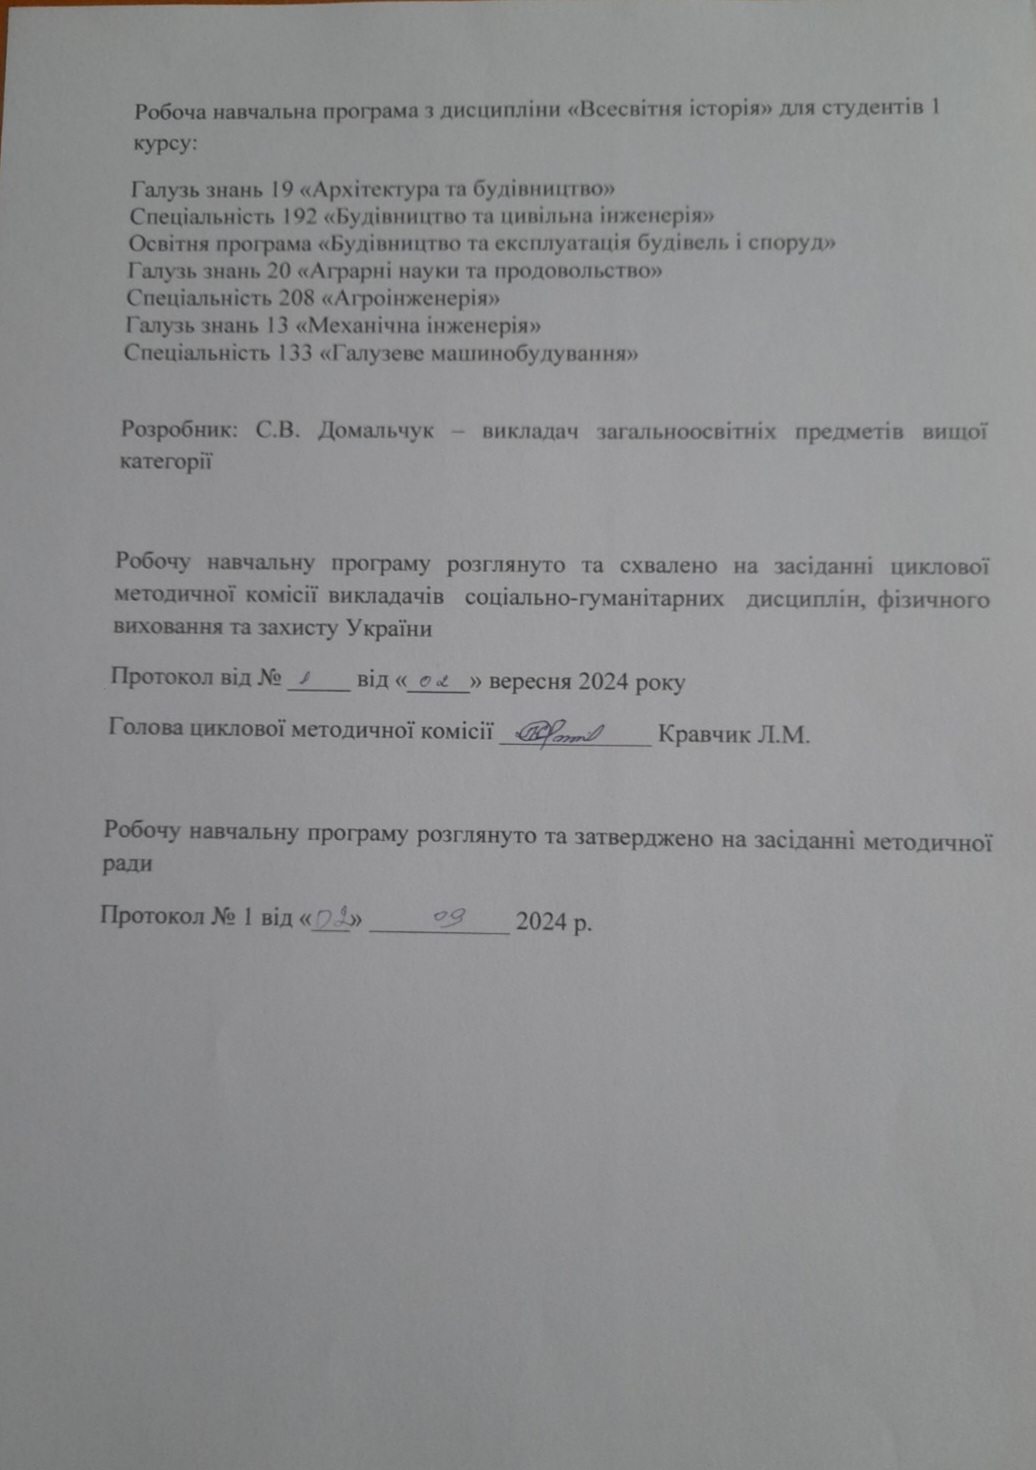 Робоча навчальна програма з дисципліни «Всесвітня історія» для студентів 1
курсу:
Галузь знань 19 «Архітектура та будівництво»
Спеціальність 192 «Будівництво та цивільна інженерія»
Освітня програма «Будівництво та експлуатація будівель і споруд»
Галузь знань 20 «Аграрні науки та продовольство»
Спеціальність 208 «Агроінженерія»
Галузь знань 13 «Механічна інженерія»
Спеціальність 133 «Галузеве машинобудування»
Розробник: С.В. Домальчук – викладач загальноосвітніх предметів вищої
категорії
Робочу навчальну програму розглянуто та схвалено на засіданні циклової
методичної комісії викладачів соціально-гуманітарних дисциплін, фізичного
виховання та захисту України
Протокол від № 1 від «02» вересня 2024 року
Голова циклової методичної комісії ____________ Кравчик Л.М.
Робочу навчальну програму розглянуто та затверджено на засіданні методичної
ради
Протокол № 1 від «02» 09 2024 р.